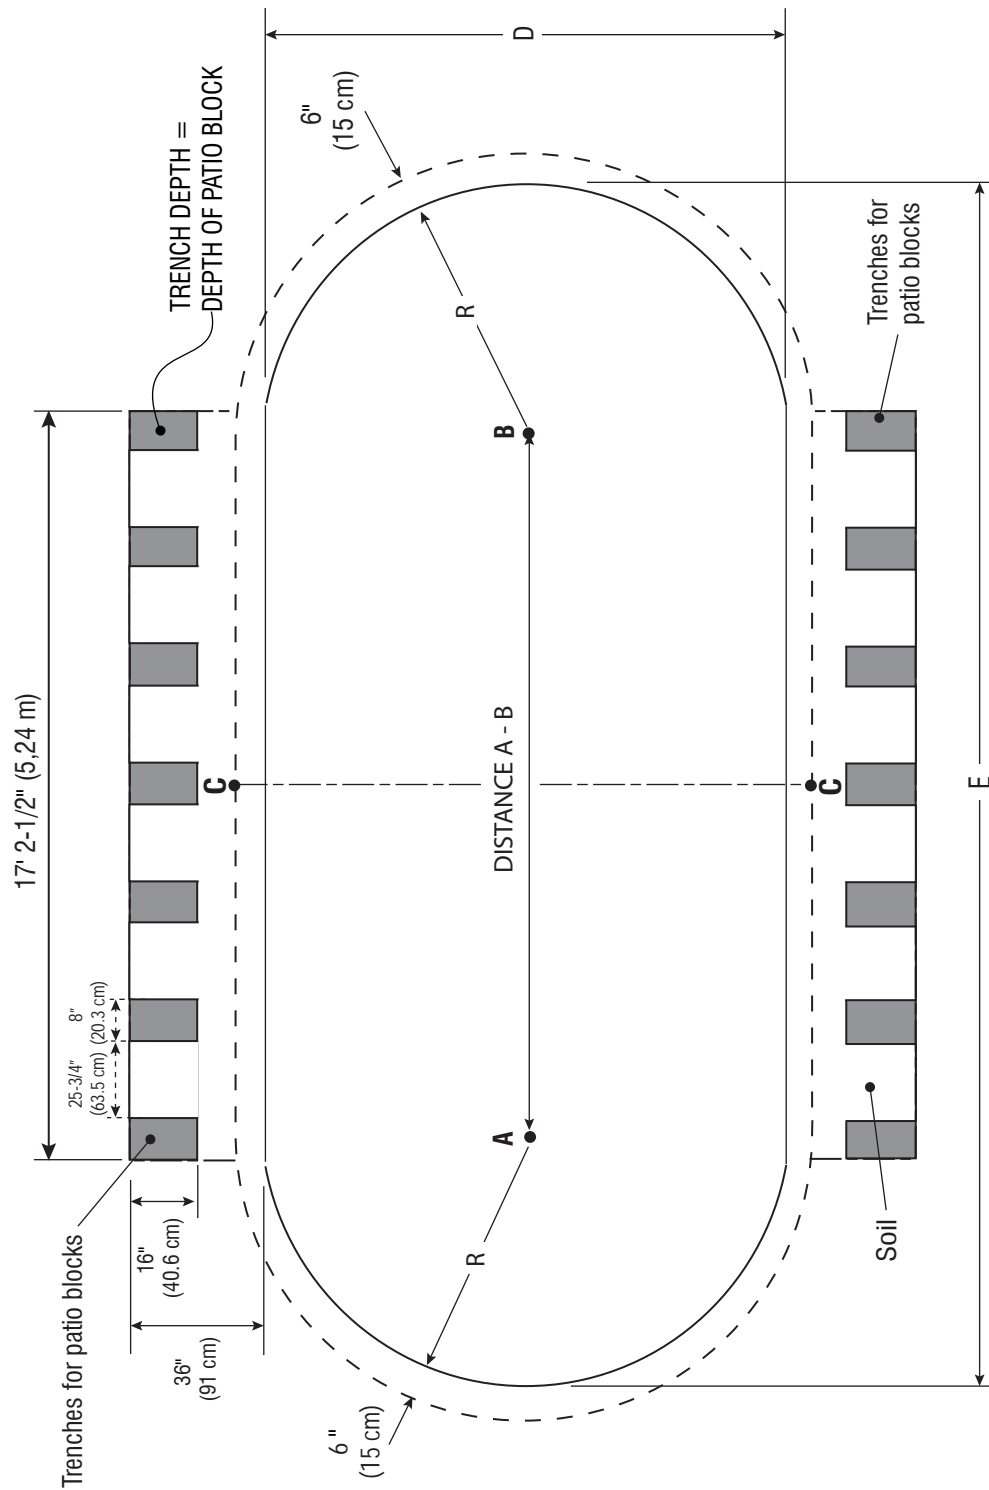 17' 2-1/2" (5,24 m)
TRENCH DEPTH =
DEPTH OF PATIO BLOCK
Trenches for patio blocks
25-3/4"
(63.5 cm)
8"
(20.3 cm)
16"
(40.6 cm)
36"
(91 cm)
6"
(15 cm)
D
C
R
B
DISTANCE A - B
A
R
C
6 "
(15 cm)
Soil
Trenches for
patio blocks
E